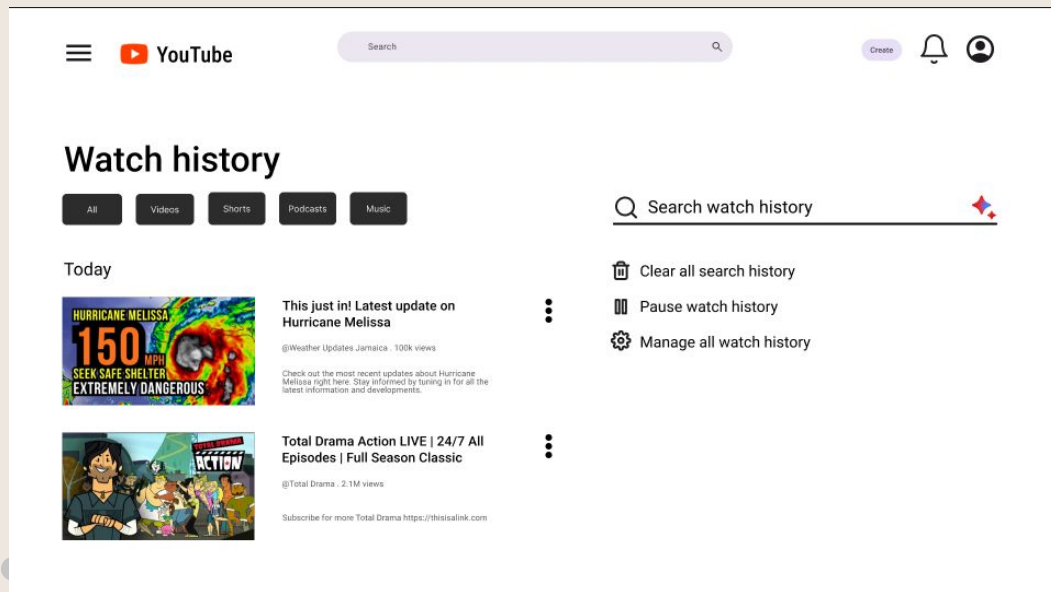 YouTube
Search
Create
Watch history
All
Videos
Shorts
Podcasts
Music
Search watch history
Today
Clear all search history
Pause watch history
Manage all watch history
HURRICANE MELISSA
150 MPH
SEEK SAFE SHELTER
EXTREMELY DANGEROUS
This just in! Latest update on
Hurricane Melissa
@Weather Updates Jamaica . 100k views
Check out the most recent updates about Hurricane
Melissa right here. Stay informed by tuning in for all the
latest information and developments.
TOTAL DRAMA
ACTION
Total Drama Action LIVE | 24/7 All
Episodes | Full Season Classic
@Total Drama . 2.1M views
Subscribe for more Total Drama https://thisisalink.com